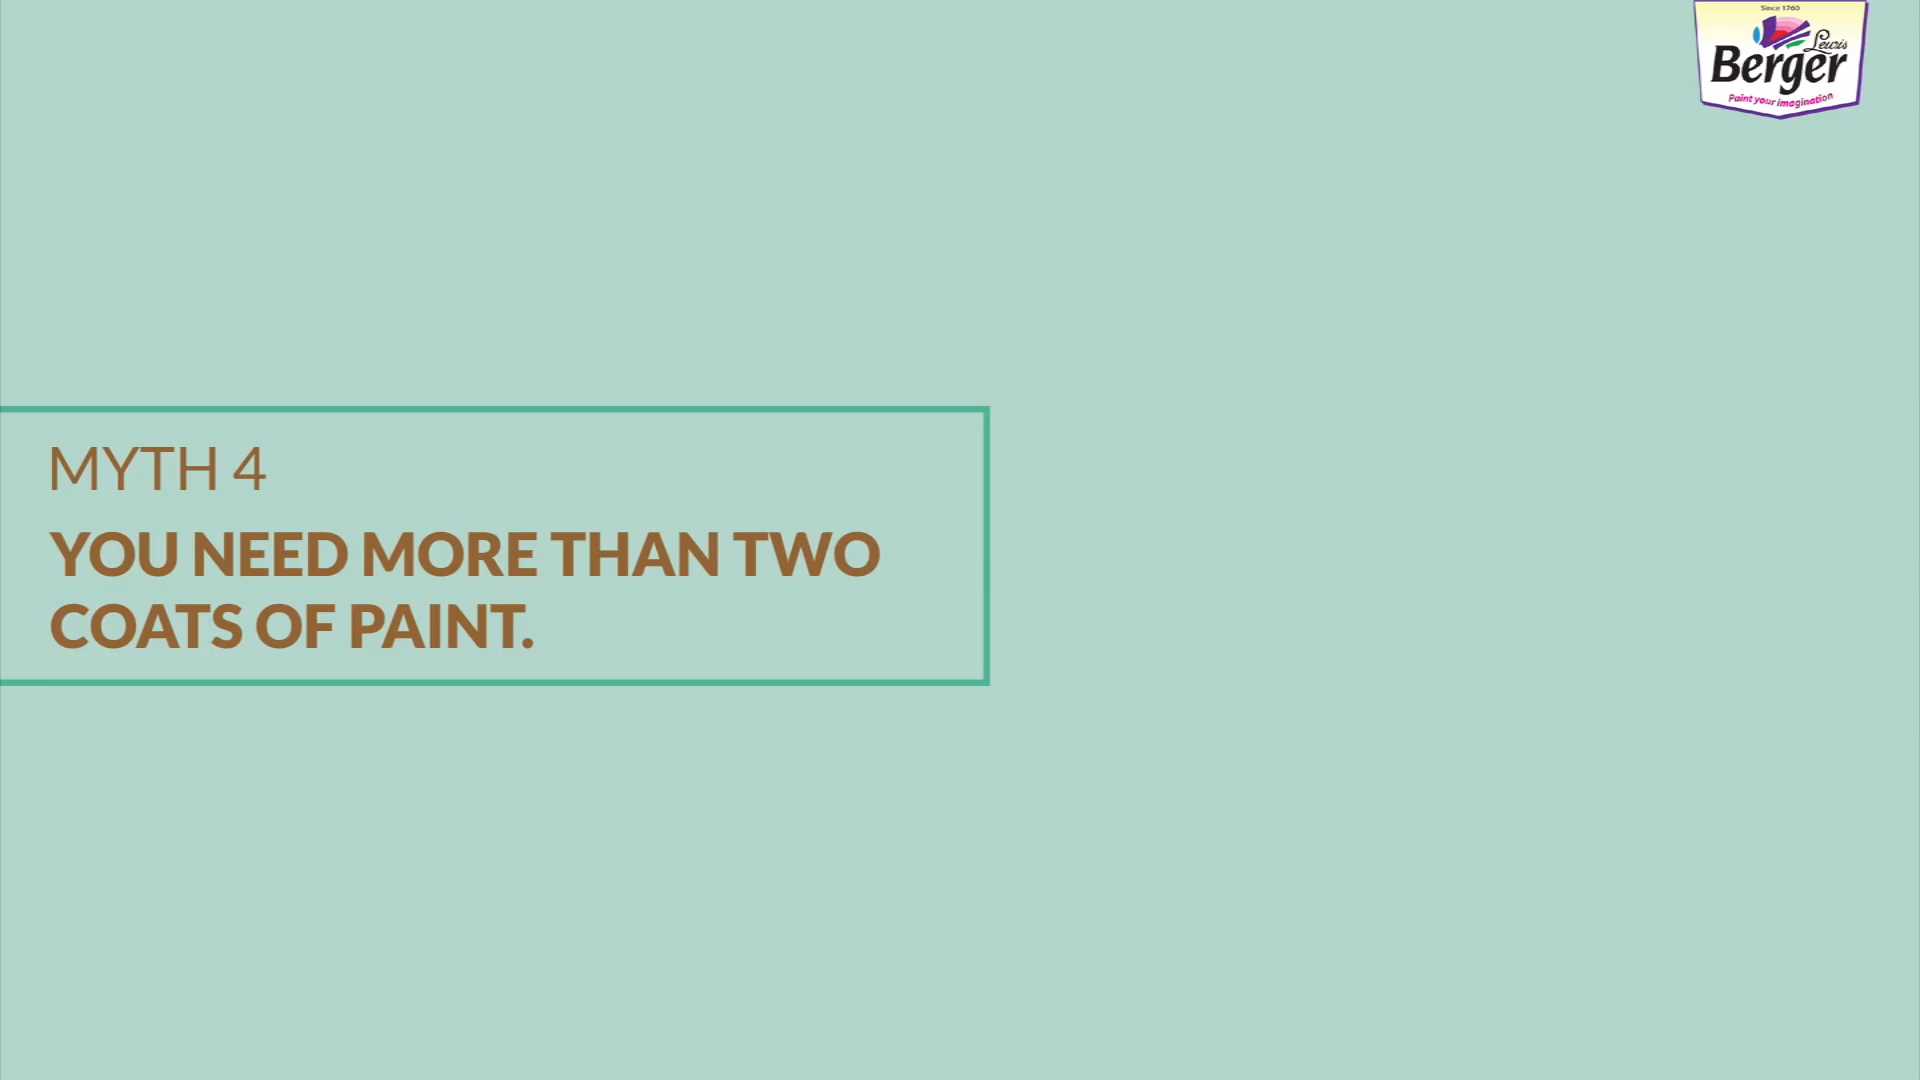 Since 1760
Lewis
Berger
Paint your imagination
MYTH 4
YOU NEED MORE THAN TWO
COATS OF PAINT.